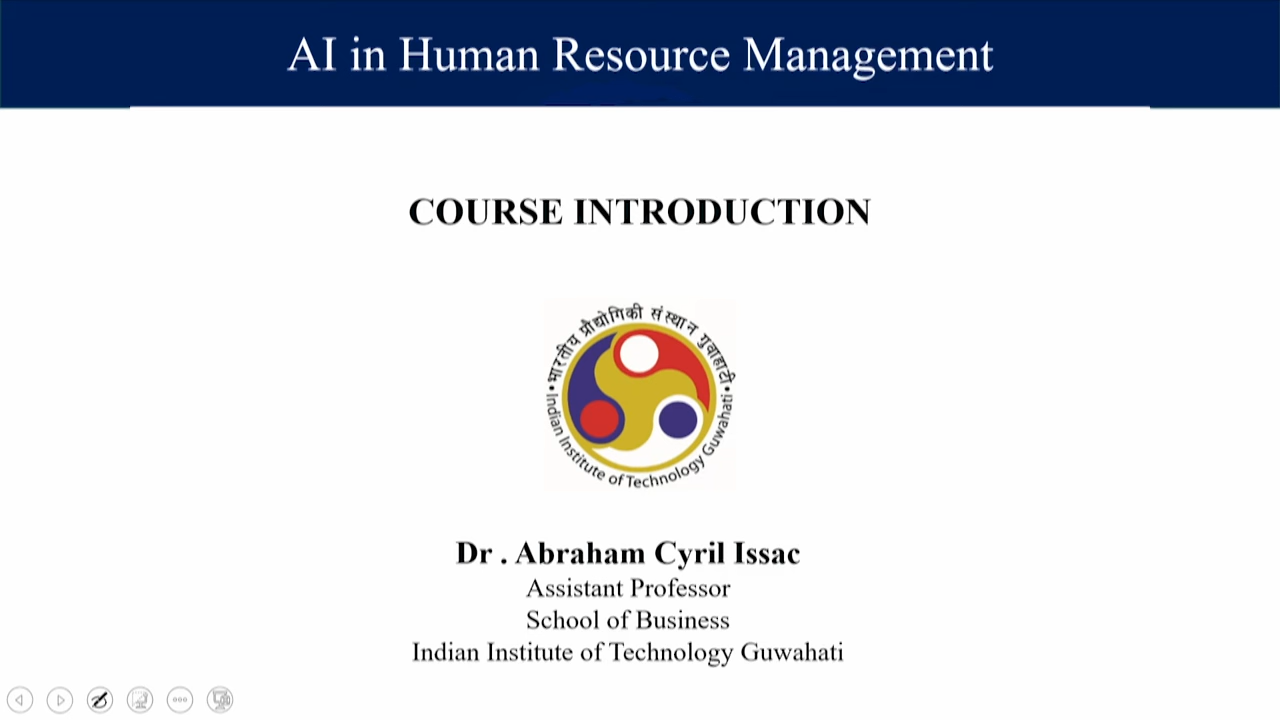 AI in Human Resource Management
COURSE INTRODUCTION
भारतीय प्रौद्योगिकी संस्थान गुवाहाटी
Indian Institute of Technology Guwahati
Dr . Abraham Cyril Issac
Assistant Professor
School of Business
Indian Institute of Technology Guwahati